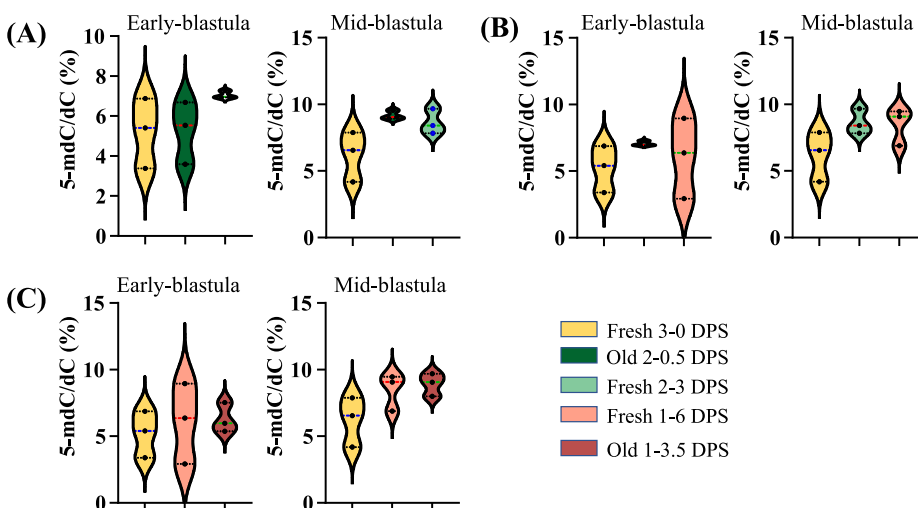 (A)
Early-blastula
Mid-blastula
5-mdC/dC (%)
10
8
6
4
2
0
5-mdC/dC (%)
15
10
5
0
(B)
Early-blastula
Mid-blastula
5-mdC/dC (%)
15
10
5
0
5-mdC/dC (%)
15
10
5
0
(C)
Early-blastula
Mid-blastula
5-mdC/dC (%)
15
10
5
0
5-mdC/dC (%)
15
10
5
0
Fresh 3-0 DPS
Old 2-0.5 DPS
Fresh 2-3 DPS
Fresh 1-6 DPS
Old 1-3.5 DPS